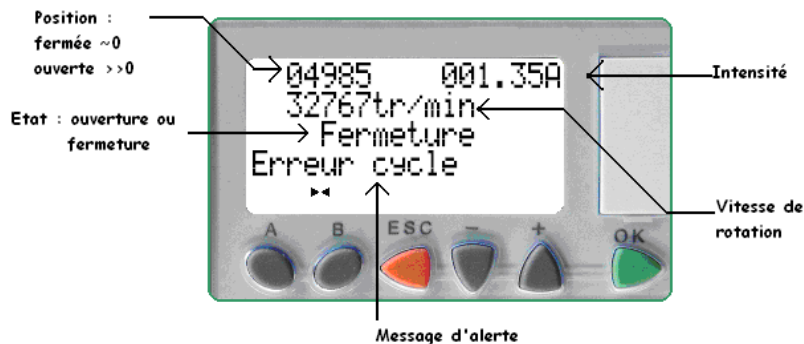 Position :
fermée ~0
ouverte >>0
Etat : ouverture ou
fermeture
04985 001.35A
32767tr/min
Fermeture
Erreur cycle
Intensité
Vitesse de
rotation
A B ESC - + OK
Message d'alerte